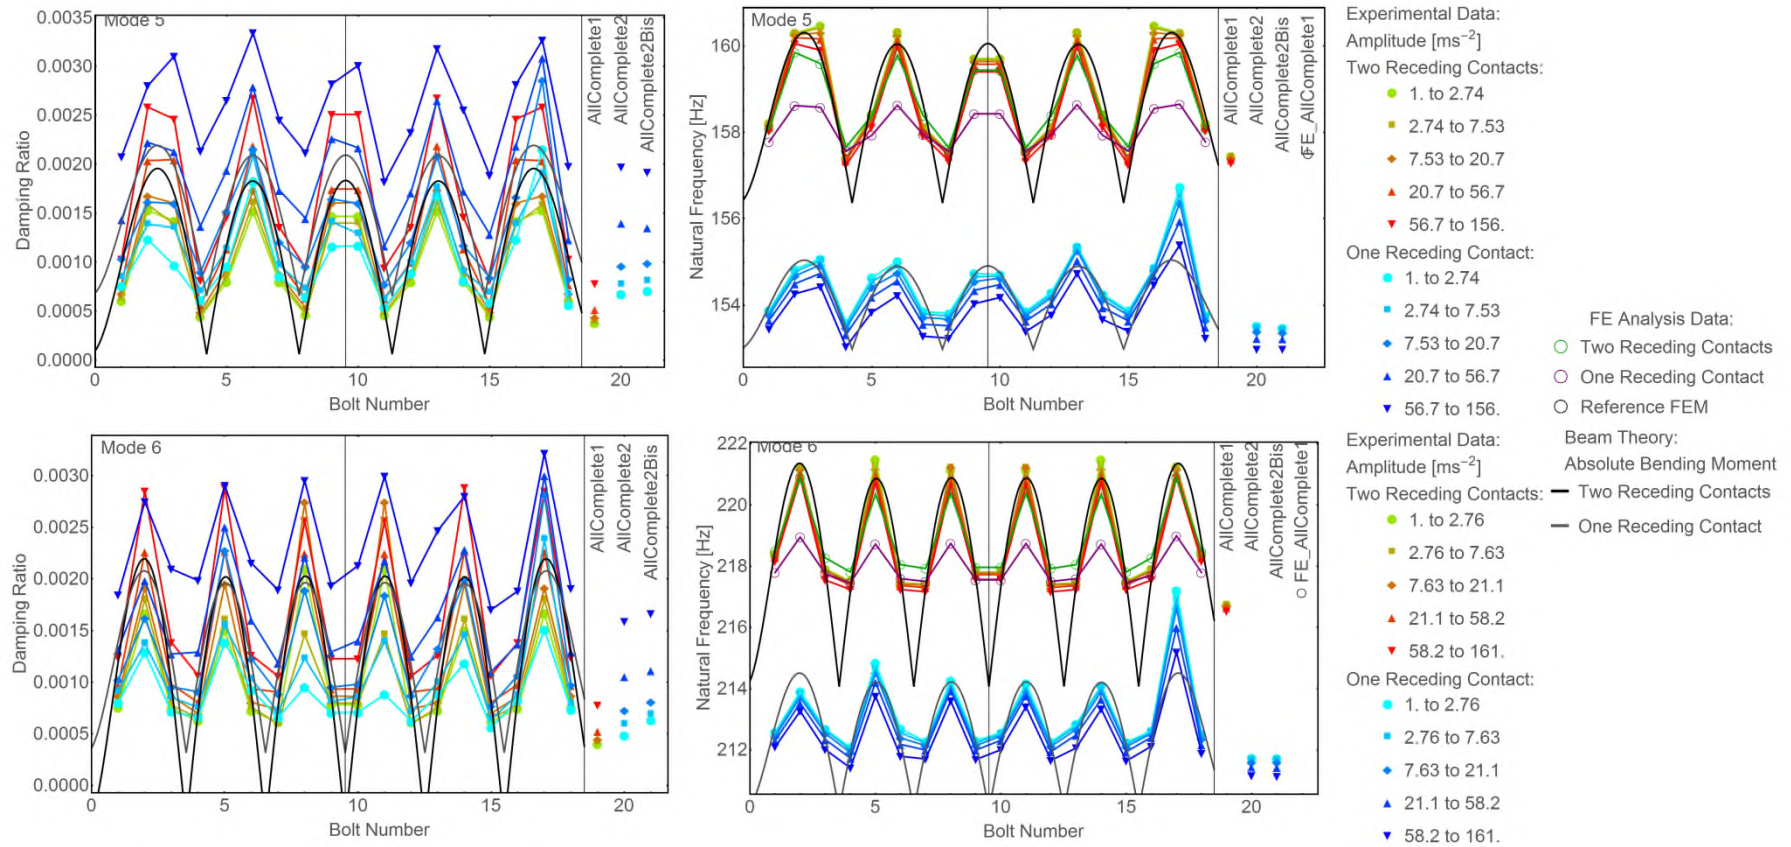 Mode 5
0.0035
0.0030
0.0025
0.0020
0.0015
0.0010
0.0005
0.0000
Damping Ratio
0
5
10
15
20
Bolt Number
AllComplete1
AllComplete2
AllComplete2Bis
Mode 5
160
158
156
154
Natural Frequency [Hz]
0
5
10
15
20
Bolt Number
AllComplete1
AllComplete2
AllComplete2Bis
FE_AllComplete1
Mode 6
0.0030
0.0025
0.0020
0.0015
0.0010
0.0005
0.0000
Damping Ratio
0
5
10
15
20
Bolt Number
AllComplete1
AllComplete2
AllComplete2Bis
Mode 6
222
220
218
216
214
212
Natural Frequency [Hz]
0
5
10
15
20
Bolt Number
AllComplete1
AllComplete2
AllComplete2Bis
FE_AllComplete1
Experimental Data:
Amplitude [ms⁻²]
Two Receding Contacts:
1. to 2.74
2.74 to 7.53
7.53 to 20.7
20.7 to 56.7
56.7 to 156.
One Receding Contact:
1. to 2.74
2.74 to 7.53
7.53 to 20.7
20.7 to 56.7
56.7 to 156.
Experimental Data:
Amplitude [ms⁻²]
Two Receding Contacts:
1. to 2.76
2.76 to 7.63
7.63 to 21.1
21.1 to 58.2
58.2 to 161.
One Receding Contact:
1. to 2.76
2.76 to 7.63
7.63 to 21.1
21.1 to 58.2
58.2 to 161.
FE Analysis Data:
Two Receding Contacts
One Receding Contact
Reference FEM
Beam Theory:
Absolute Bending Moment
Two Receding Contacts
One Receding Contact